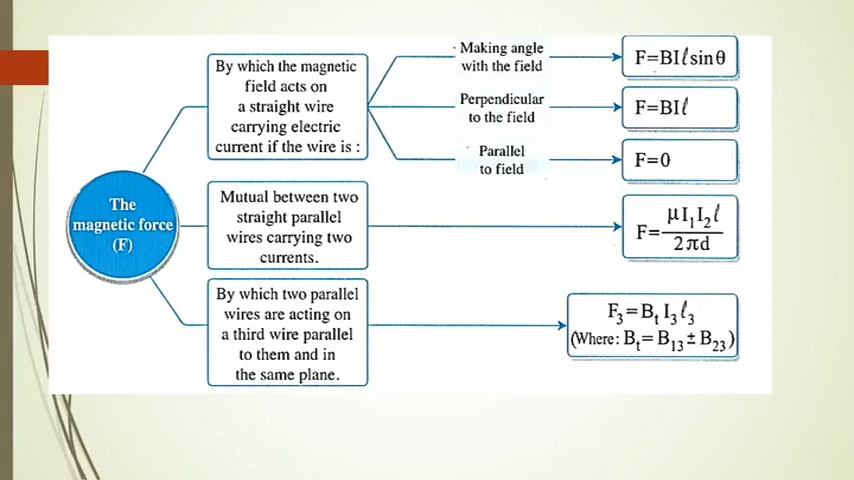 The
magnetic force
(F)
By which the magnetic
field acts on
a straight wire
carrying electric
current if the wire is :
Making angle
with the field
F=BIℓsinθ
Perpendicular
to the field
F=BIℓ
Parallel
to field
F=0
Mutual between two
straight parallel
wires carrying two
currents.
F=μI₁I₂ℓ/2πd
By which two parallel
wires are acting on
a third wire parallel
to them and in
the same plane.
F₃=BₜI₃ℓ₃
(Where: Bₜ=B₁₃±B₂₃)